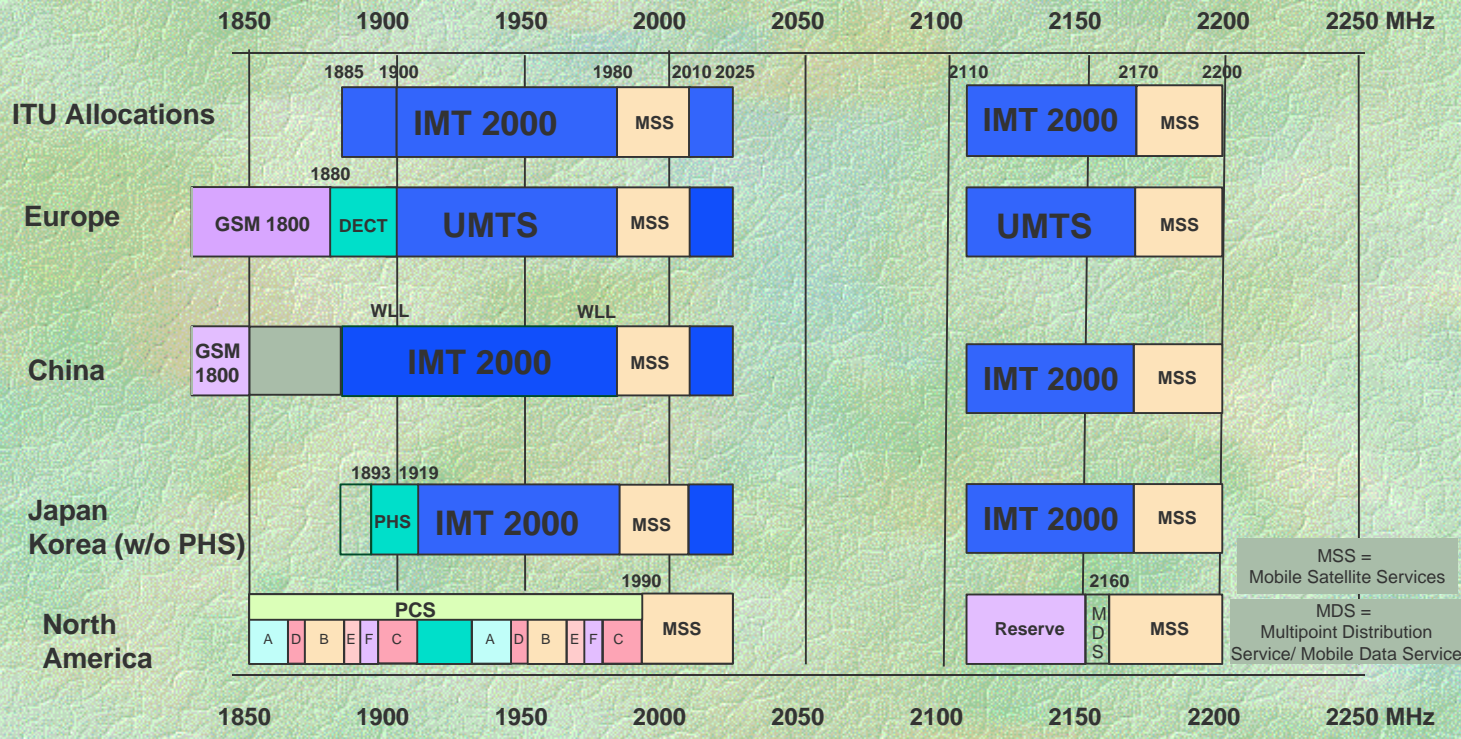 1850 1900 1950 2000 2050 2100 2150 2200 2250 MHz
1885 1900 1980 2010 2025 2110 2170 2200
ITU Allocations
IMT 2000 MSS IMT 2000 MSS
1880
Europe
GSM 1800 DECT UMTS MSS UMTS MSS
WLL WLL
China
GSM
1800
IMT 2000 MSS IMT 2000 MSS
1893 1919
Japan
Korea (w/o PHS)
PHS IMT 2000 MSS IMT 2000 MSS
MSS =
Mobile Satellite Services
1990 2160
North
America
PCS
A D B E F C A D B E F C
MSS
Reserve
M
D
S
MSS
MDS =
Multipoint Distribution
Service/ Mobile Data Service
1850 1900 1950 2000 2050 2100 2150 2200 2250 MHz